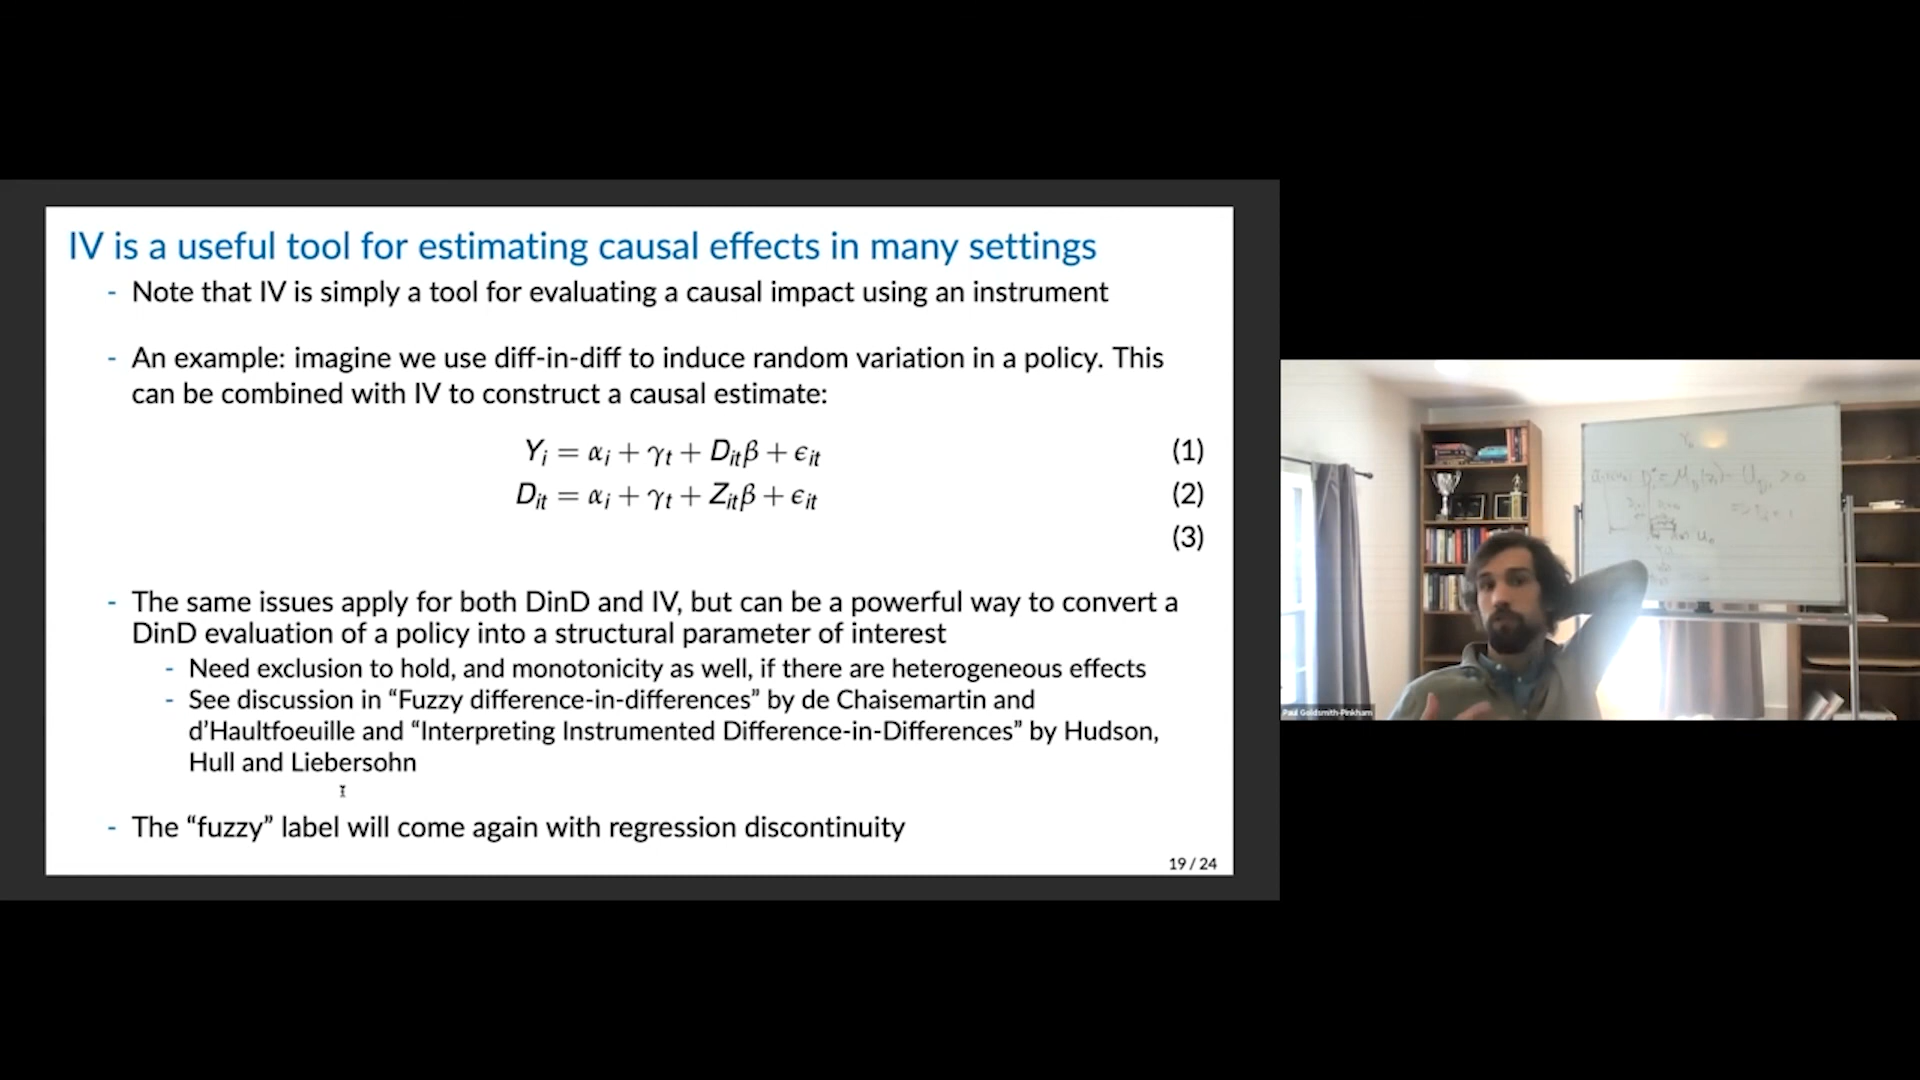 IV is a useful tool for estimating causal effects in many settings
- Note that IV is simply a tool for evaluating a causal impact using an instrument
- An example: imagine we use diff-in-diff to induce random variation in a policy. This
can be combined with IV to construct a causal estimate:
Yᵢ = αᵢ + γₜ + Dᵢₜβ + ϵᵢₜ (1)
Dᵢₜ = αᵢ + γₜ + Zᵢₜβ + ϵᵢₜ (2)
(3)
- The same issues apply for both DinD and IV, but can be a powerful way to convert a
DinD evaluation of a policy into a structural parameter of interest
- Need exclusion to hold, and monotonicity as well, if there are heterogeneous effects
- See discussion in “Fuzzy difference-in-differences” by de Chaisemartin and
d’Haultfoeuille and “Interpreting Instrumented Difference-in-Differences” by Hudson,
Hull and Liebersohn
- The “fuzzy” label will come again with regression discontinuity
19 / 24
Paul Goldsmith-Pinkham